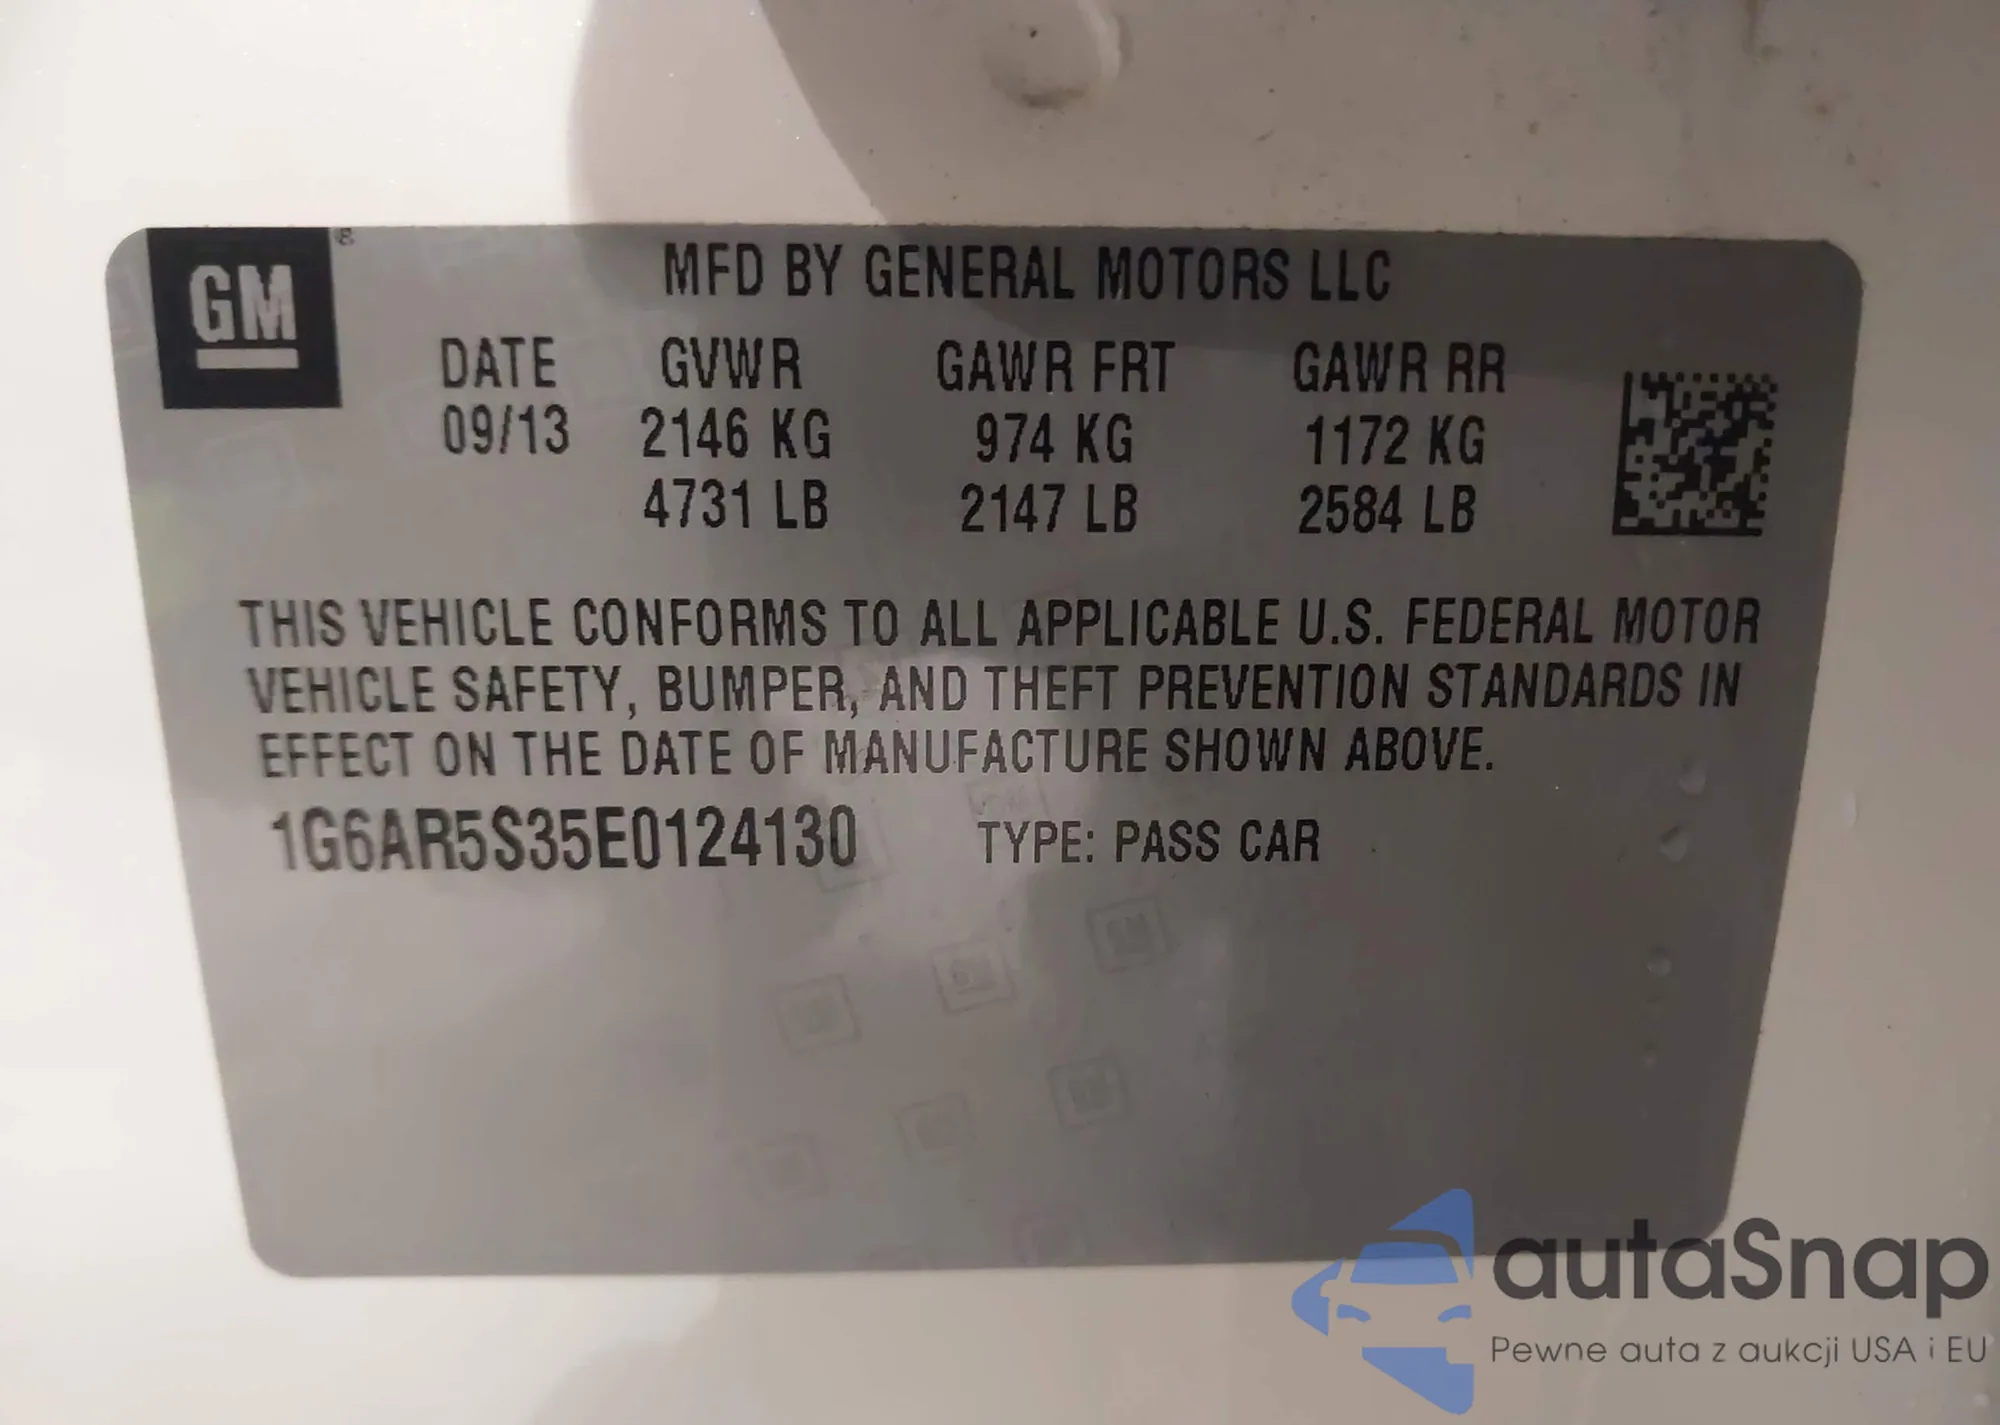 GM ®
MFD BY GENERAL MOTORS LLC
DATE GVWR GAWR FRT GAWR RR
09/13 2146 KG 974 KG 1172 KG
4731 LB 2147 LB 2584 LB
THIS VEHICLE CONFORMS TO ALL APPLICABLE U.S. FEDERAL MOTOR
VEHICLE SAFETY, BUMPER, AND THEFT PREVENTION STANDARDS IN
EFFECT ON THE DATE OF MANUFACTURE SHOWN ABOVE.
1G6AR5S35E0124130 TYPE: PASS CAR
autaSnap
Pewne auta z aukcji USA i EU